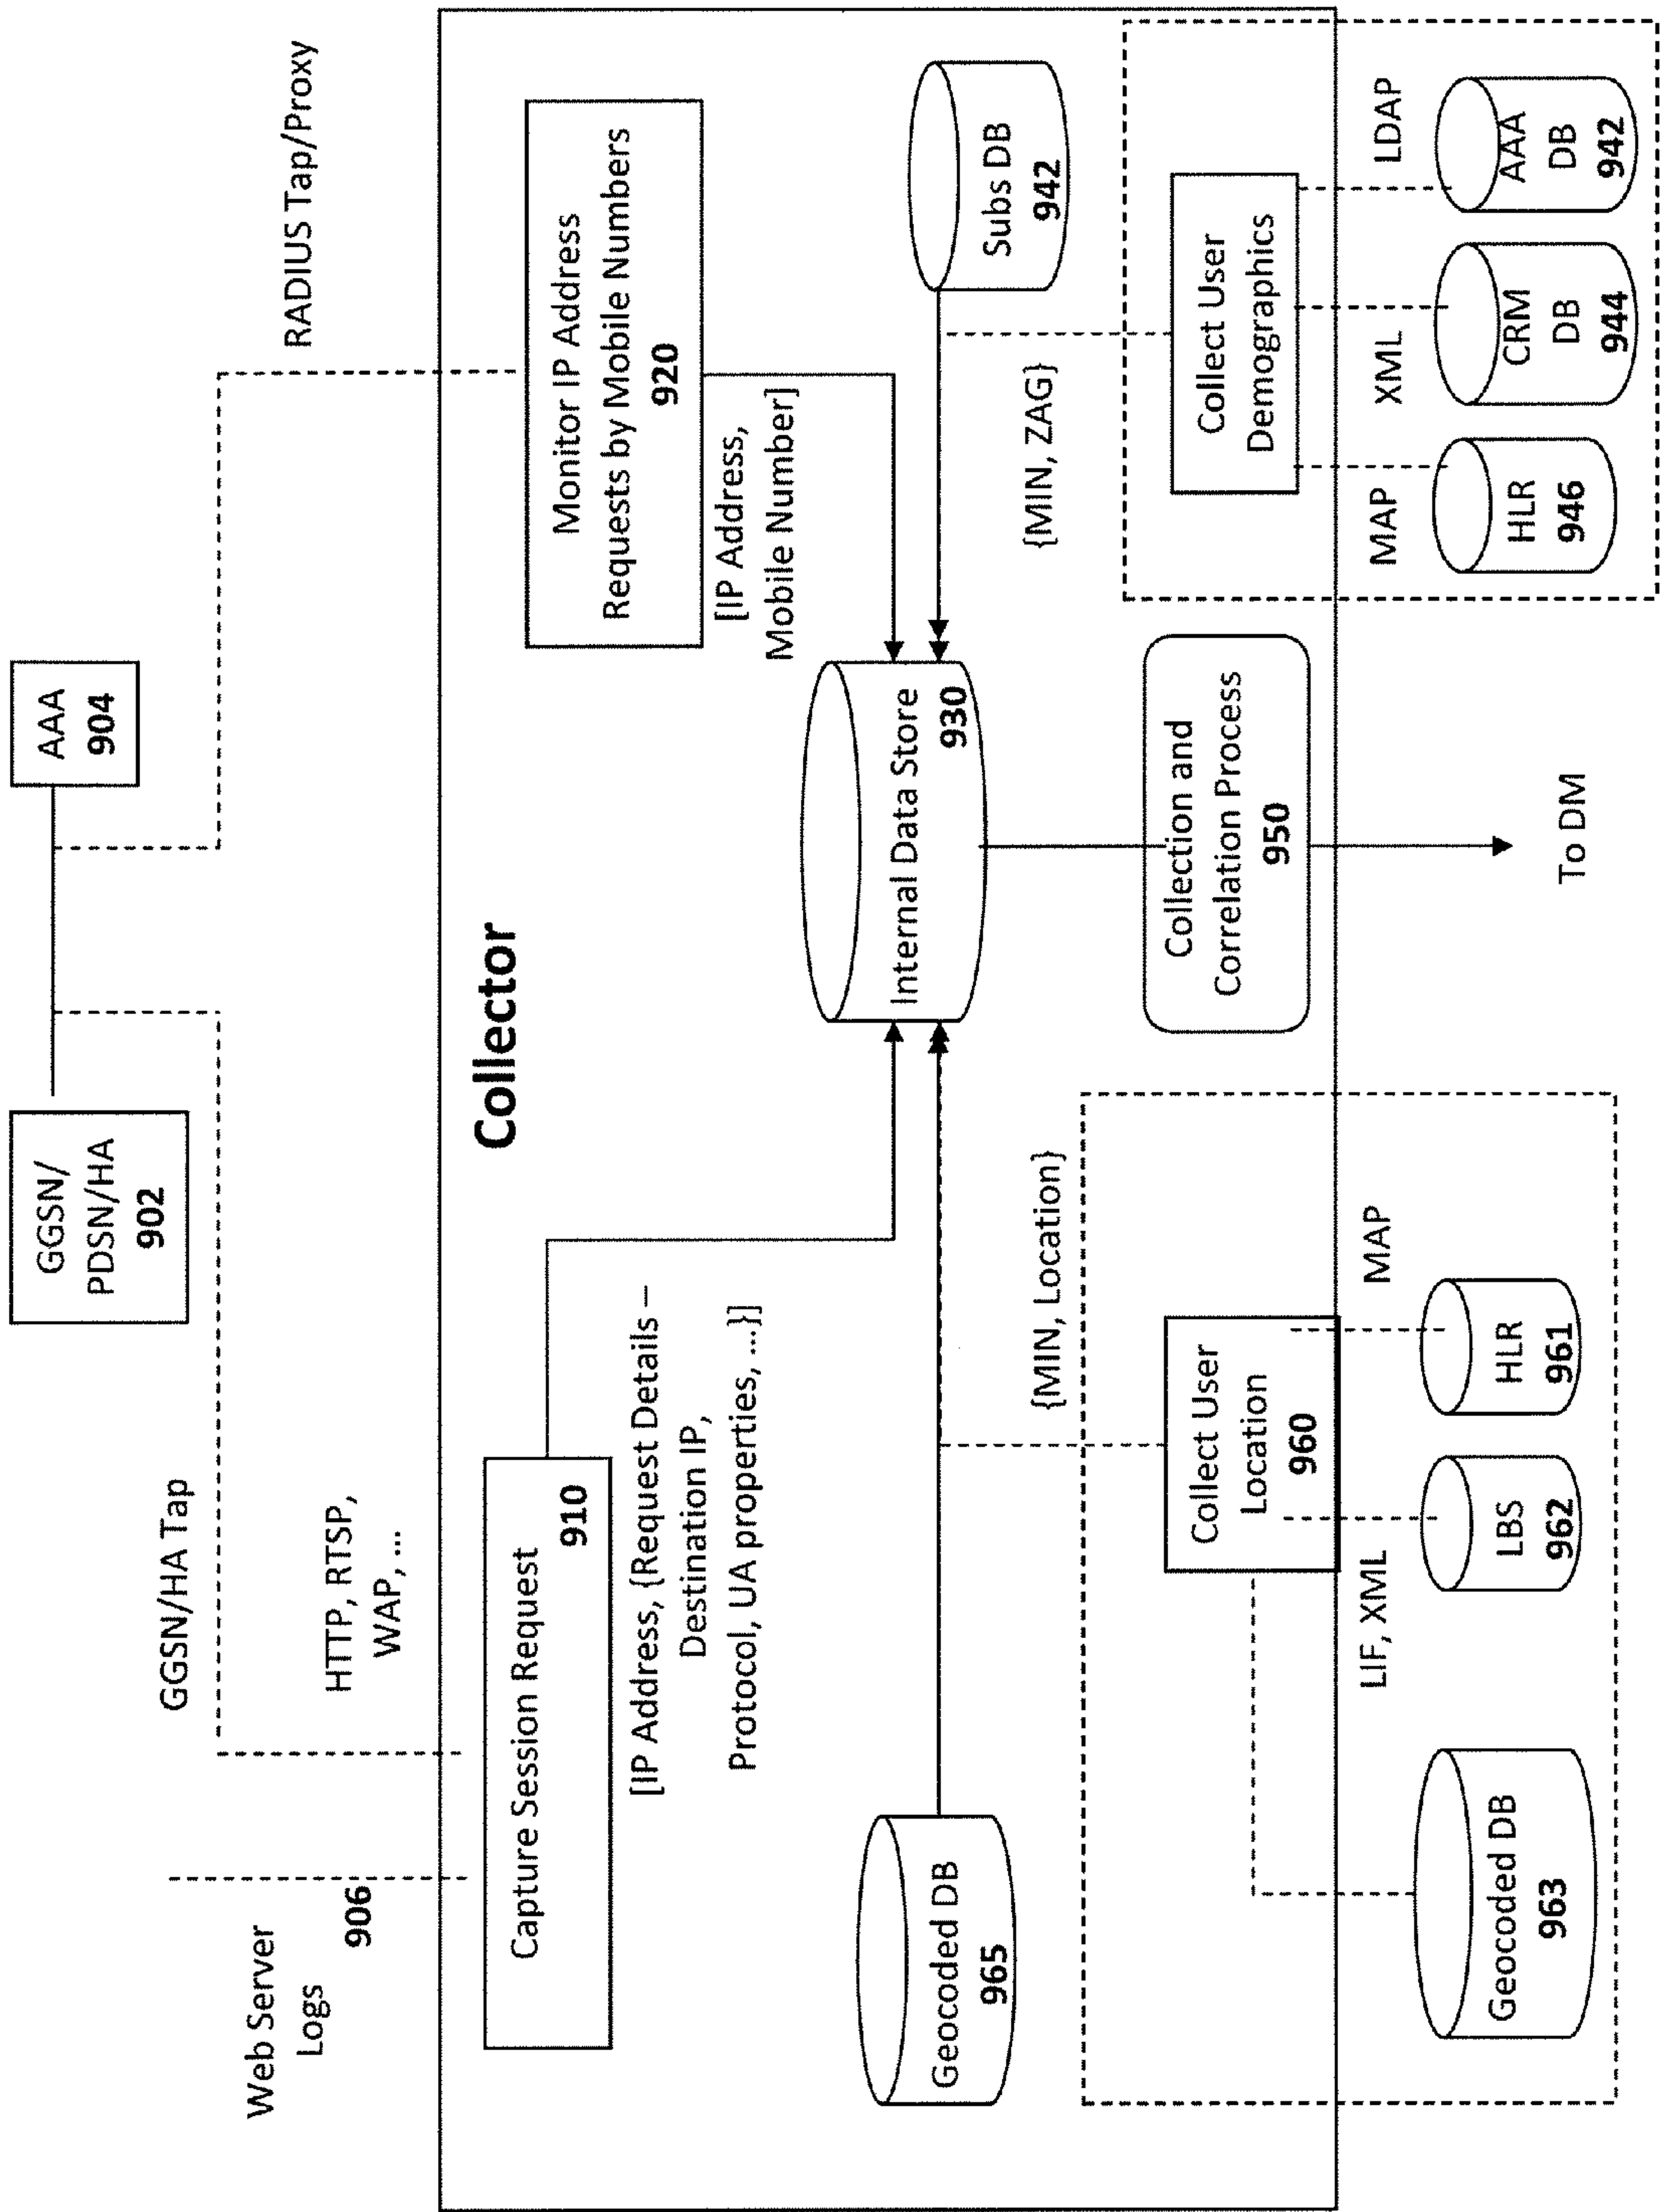 GGSN/
PDSN/HA
902
AAA
904
GGSN/HA Tap
RADIUS Tap/Proxy
Web Server
Logs
906
HTTP, RTSP,
WAP, ...
Collector
Capture Session Request
910
[IP Address, {Request Details –
Destination IP,
Protocol, UA properties, ...}]
Monitor IP Address
Requests by Mobile Numbers
920
[IP Address,
Mobile Number]
Geocoded DB
965
Internal Data Store
930
Subs DB
942
{MIN, Location}
{MIN, ZAG}
Collect User
Location
960
Collection and
Correlation Process
950
Collect User
Demographics
LIF, XML
MAP
MAP
XML
LDAP
Geocoded DB
963
LBS
962
HLR
961
To DM
HLR
946
CRM
DB
944
AAA
DB
942